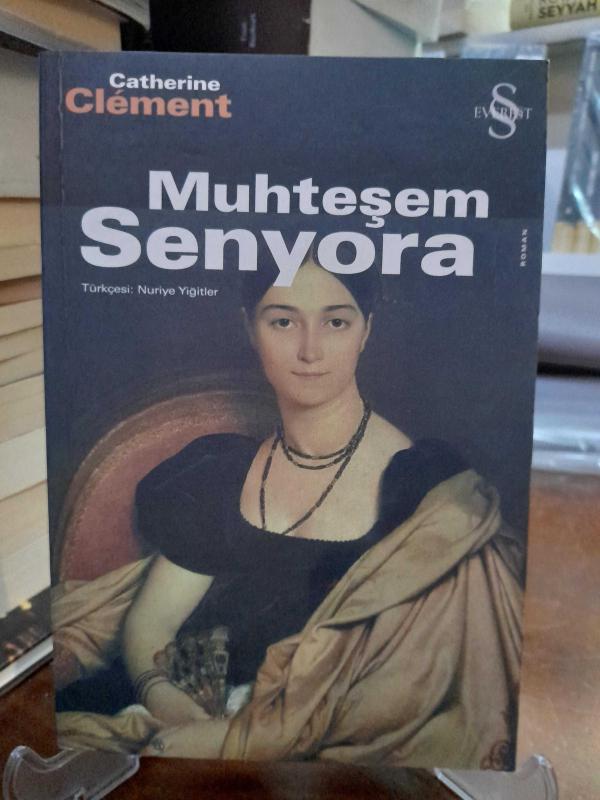 SEYYAH
Catherine
Clément
EVEREST
Muhteşem
Senyora
ROMAN
Türkçesi: Nuriye Yiğitler